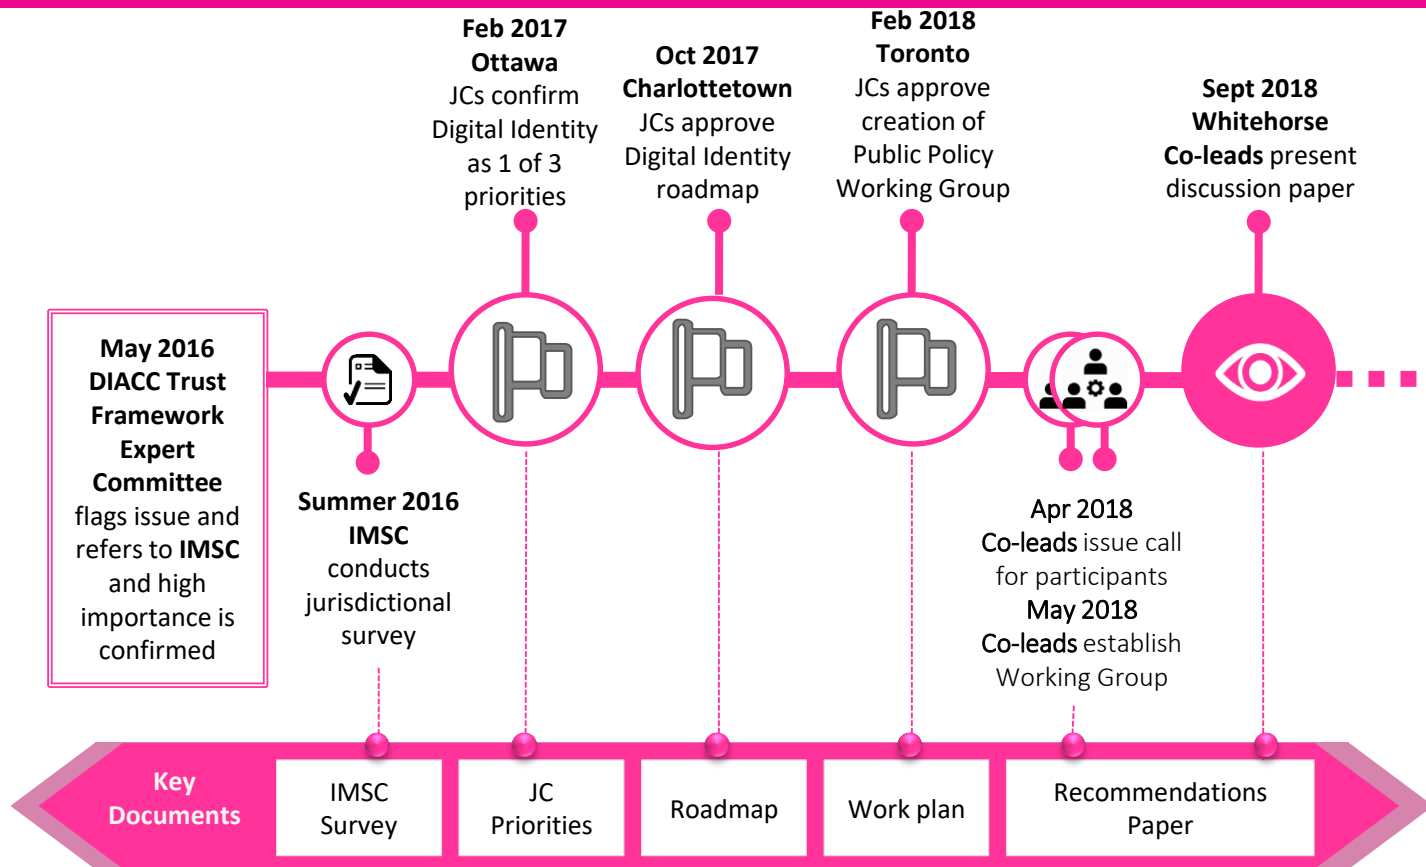 May 2016
DIACC Trust
Framework
Expert
Committee
flags issue and
refers to IMSC
and high
importance is
confirmed
Summer 2016
IMSC
conducts
jurisdictional
survey
Feb 2017
Ottawa
JCs confirm
Digital Identity
as 1 of 3
priorities
Oct 2017
Charlottetown
JCs approve
Digital Identity
roadmap
Feb 2018
Toronto
JCs approve
creation of
Public Policy
Working Group
Apr 2018
Co-leads issue call
for participants
May 2018
Co-leads establish
Working Group
Sept 2018
Whitehorse
Co-leads present
discussion paper
Key
Documents
IMSC
Survey
JC
Priorities
Roadmap
Work plan
Recommendations
Paper